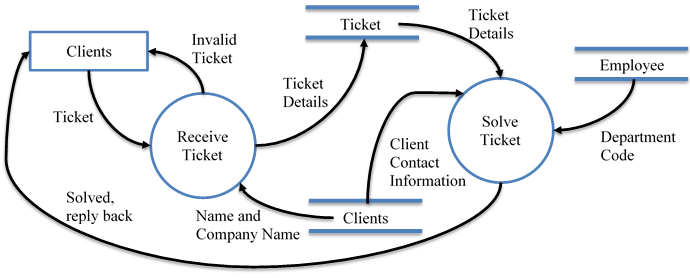 Clients
Invalid
Ticket
Ticket
Ticket
Details
Employee
Ticket
Ticket
Details
Receive
Ticket
Solve
Ticket
Client
Contact
Information
Department
Code
Solved,
reply back
Name and
Company Name
Clients